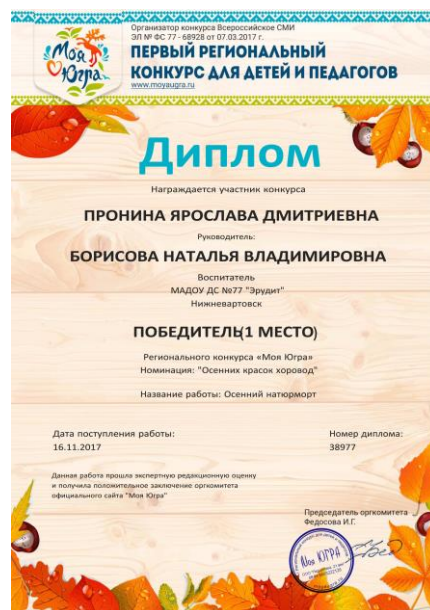 Моя
Югра
Организатор конкурса Всероссийское СМИ
ЭЛ № ФС 77 - 68928 от 07.03.2017 г.
ПЕРВЫЙ РЕГИОНАЛЬНЫЙ
КОНКУРС ДЛЯ ДЕТЕЙ И ПЕДАГОГОВ
www.moyaugra.ru
Диплом
Награждается участник конкурса
ПРОНИНА ЯРОСЛАВА ДМИТРИЕВНА
Руководитель:
БОРИСОВА НАТАЛЬЯ ВЛАДИМИРОВНА
Воспитатель
МАДОУ ДС №77 "Эрудит"
Нижневартовск
ПОБЕДИТЕЛЬ(1 МЕСТО)
Регионального конкурса «Моя Югра»
Номинация: "Осенних красок хоровод"
Название работы: Осенний натюрморт
Дата поступления работы:
16.11.2017
Номер диплома:
38977
Данная работа прошла экспертную редакционную оценку
и получила положительное заключение оргкомитета
официального сайта "Моя Югра"
Председатель оргкомитета
Федосова И.Г.
Моя ЮГРА